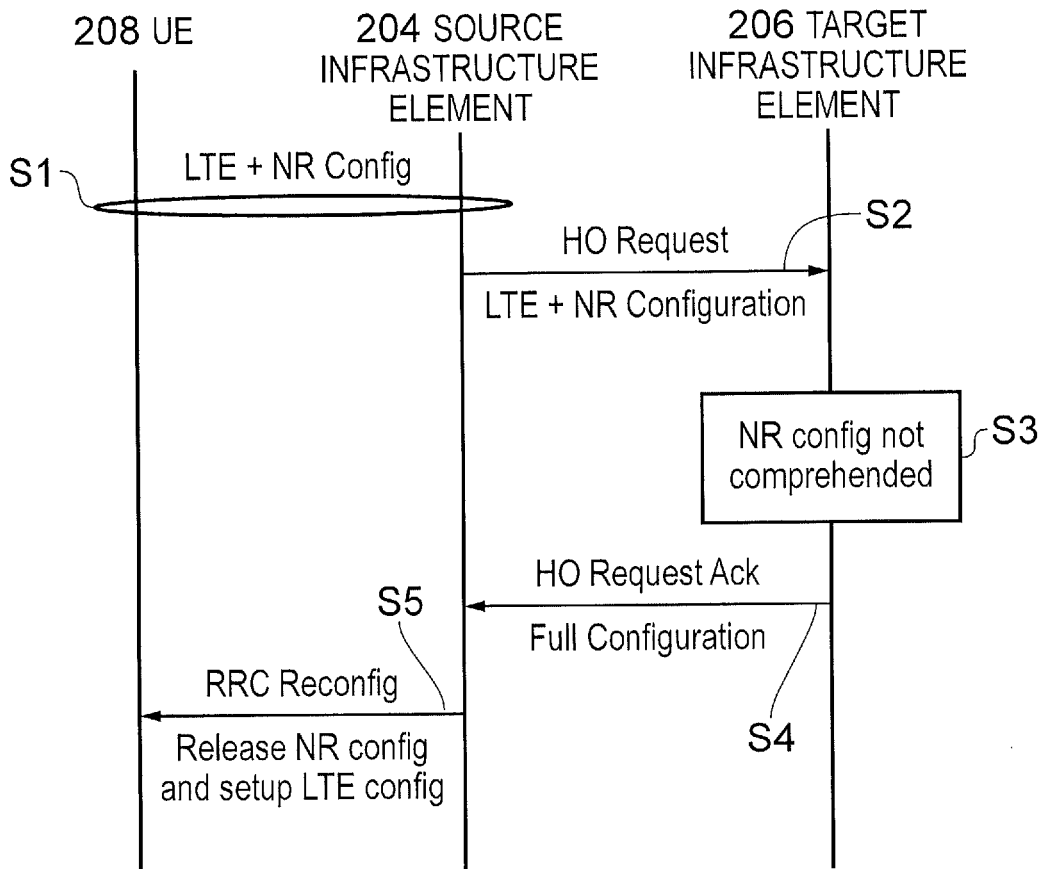 208 UE
204 SOURCE
INFRASTRUCTURE
ELEMENT
206 TARGET
INFRASTRUCTURE
ELEMENT
S1
LTE + NR Config
S2
HO Request
LTE + NR Configuration
NR config not
comprehended
S3
HO Request Ack
Full Configuration
S4
S5
RRC Reconfig
Release NR config
and setup LTE config